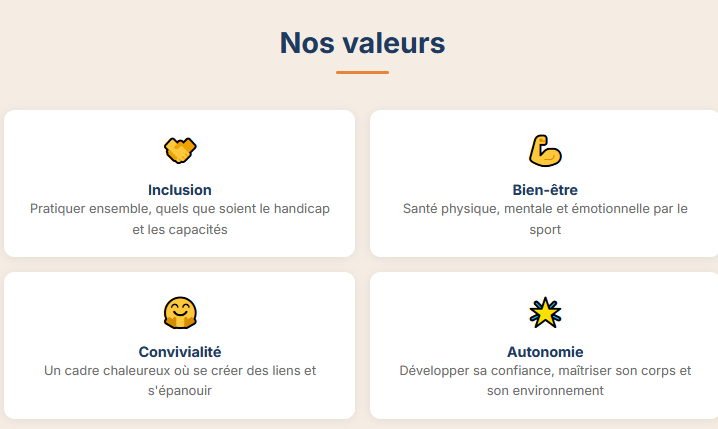 Nos valeurs
Inclusion
Pratiquer ensemble, quels que soient le handicap
et les capacités
Bien-être
Santé physique, mentale et émotionnelle par le
sport
Convivialité
Un cadre chaleureux où se créer des liens et
s'épanouir
Autonomie
Développer sa confiance, maîtriser son corps et
son environnement